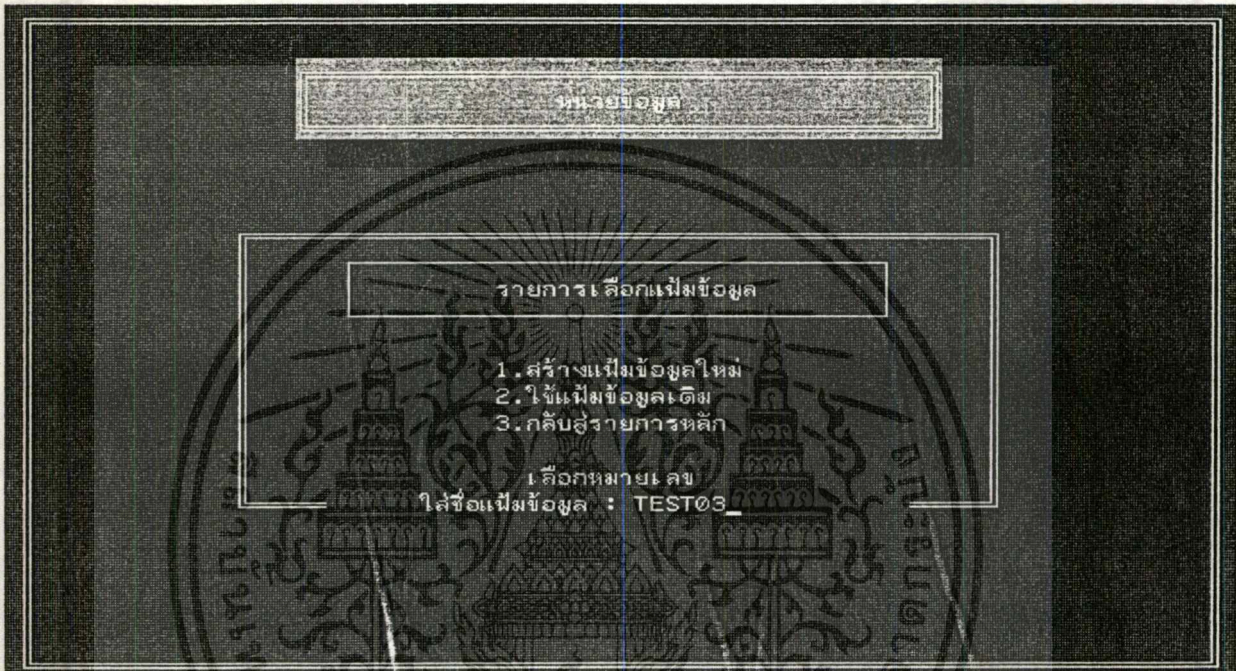 หน่วยข้อมูล
รายการเลือกแฟ้มข้อมูล
1.สร้างแฟ้มข้อมูลใหม่
2.ใช้แฟ้มข้อมูลเดิม
3.กลับสู่รายการหลัก
เลือกหมายเลข
ใส่ชื่อแฟ้มข้อมูล : TEST03_